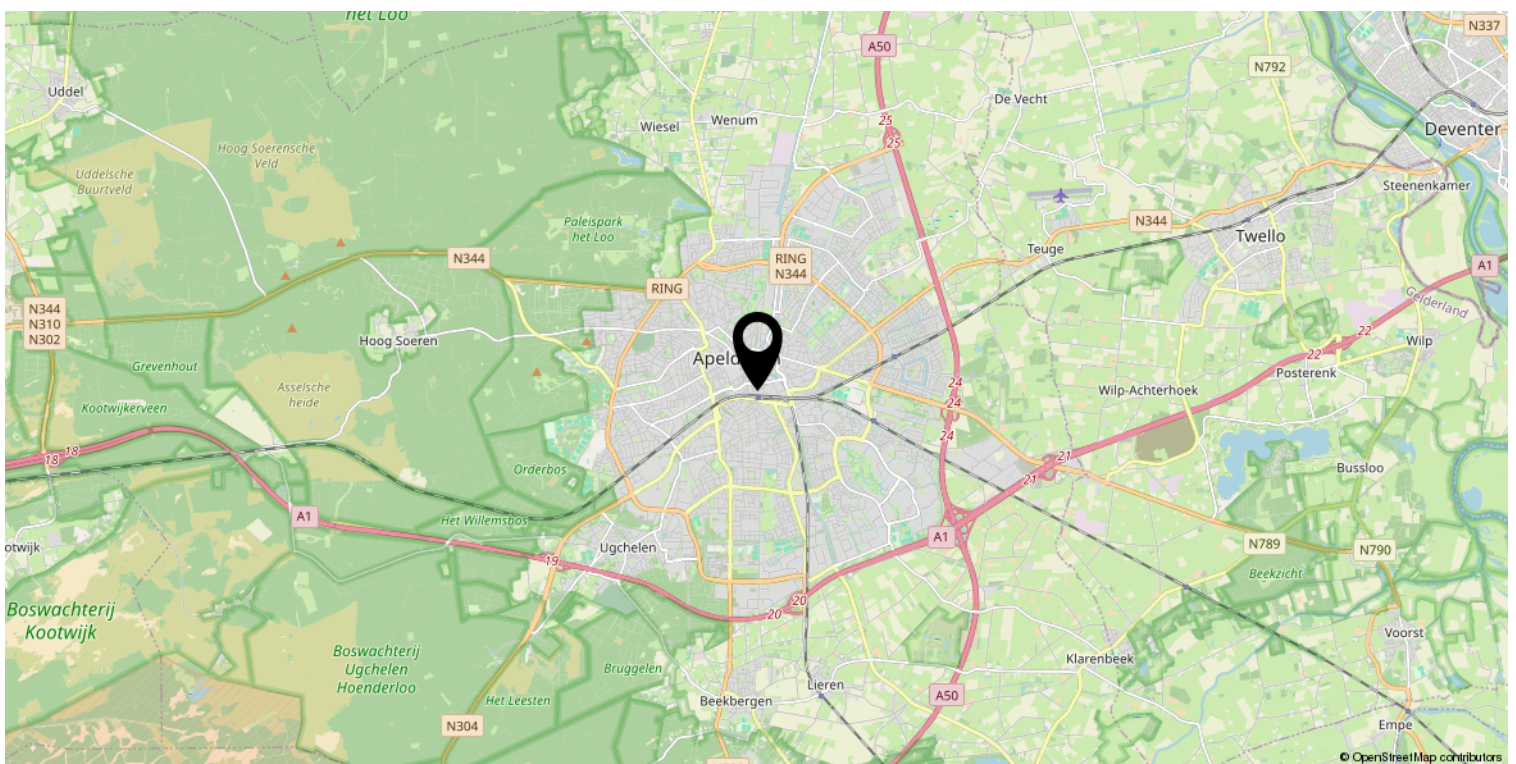 het Loo
N337
A50
N792
Uddel
De Vecht
Wiesel
Wenum
25
25
Deventer
Hoog Soerensche
Veld
Uddelsche
Buurtveld
Steenenkamer
Paleispark
het Loo
N344
Teuge
Twello
N344
RING
N344
A1
RING
Gelderland
N344
N310
N302
22
22
Hoog Soeren
Wilp
Grevenhout
Posterenk
Asselsche
heide
24
24
24
Wilp-Achterhoek
Kootwijkerveen
18
18
21
21
Orderbos
Bussloo
A1
Het Willemsbos
A1
N789
N790
otwijk
Ugchelen
19
Beekzicht
20
20
Boswachterij
Kootwijk
Voorst
Boswachterij
Ugchelen
Hoenderloo
Bruggelen
Klarenbeek
Lieren
Het Leesten
Beekbergen
A50
N304
Empe
© OpenStreetMap contributors